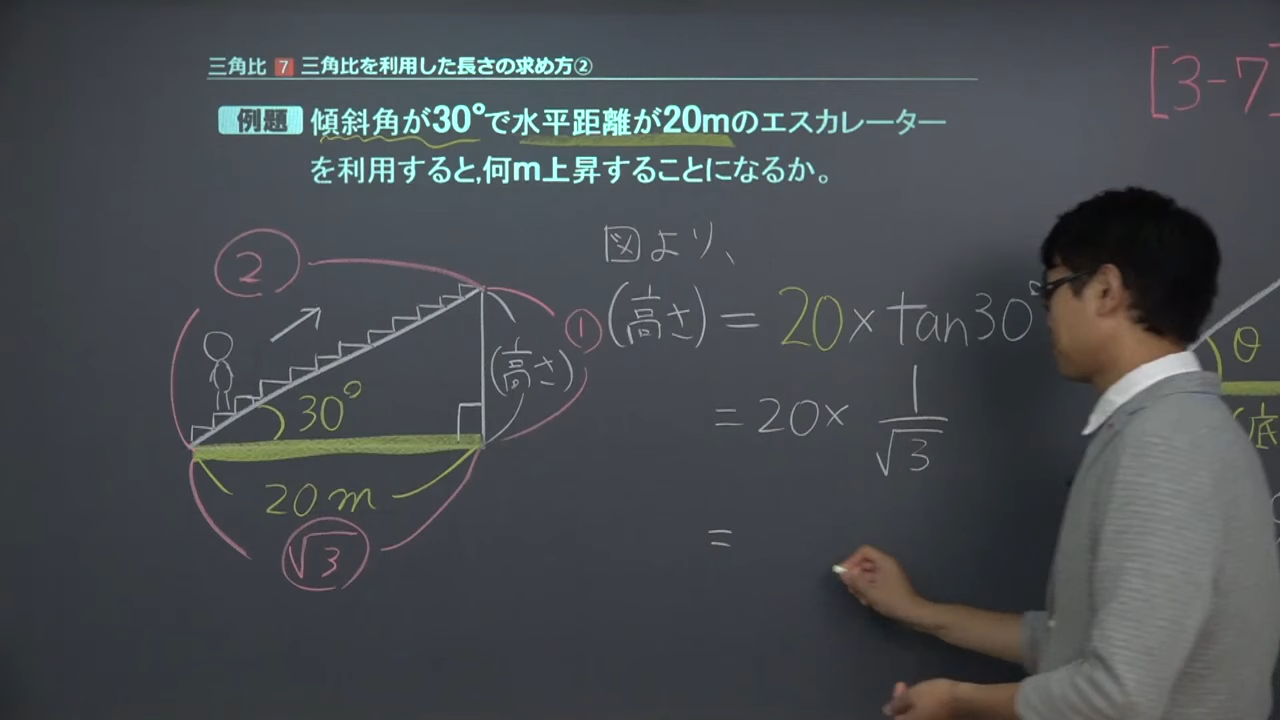 三角比 7 三角比を利用した長さの求め方②
[3-7]
例題 傾斜角が30°で水平距離が20mのエスカレーター
を利用すると,何m上昇することになるか。
図より、
(高さ) = 20 × tan30°
= 20 × 1/√3
=
2
①
(高さ)
30°
20m
√3
θ
(底